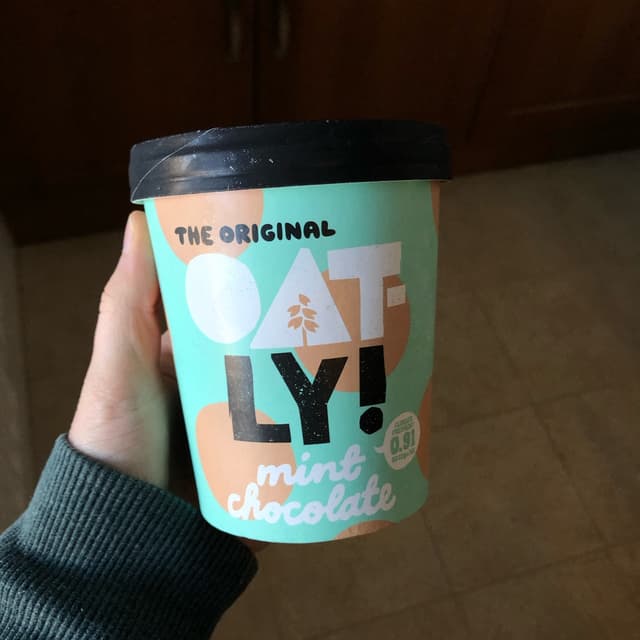 THE ORIGINAL
OAT-
LY!
mint
chocolate
0.91